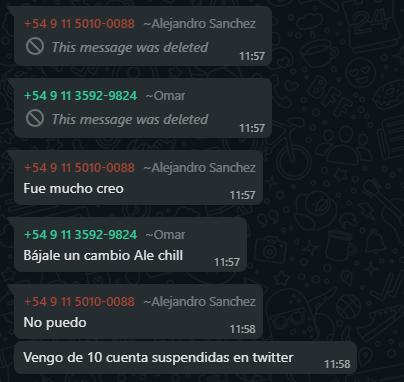 +54 9 11 5010-0088 ~Alejandro Sanchez
This message was deleted
11:57
+54 9 11 3592-9824 ~Omar
This message was deleted
11:57
+54 9 11 5010-0088 ~Alejandro Sanchez
Fue mucho creo
11:57
+54 9 11 3592-9824 ~Omar
Bájale un cambio Ale chill
11:57
+54 9 11 5010-0088 ~Alejandro Sanchez
No puedo
11:58
Vengo de 10 cuenta suspendidas en twitter
11:58